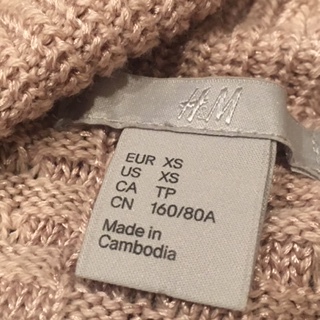 H&M
EUR XS
US XS
CA TP
CN 160/80A
Made in
Cambodia